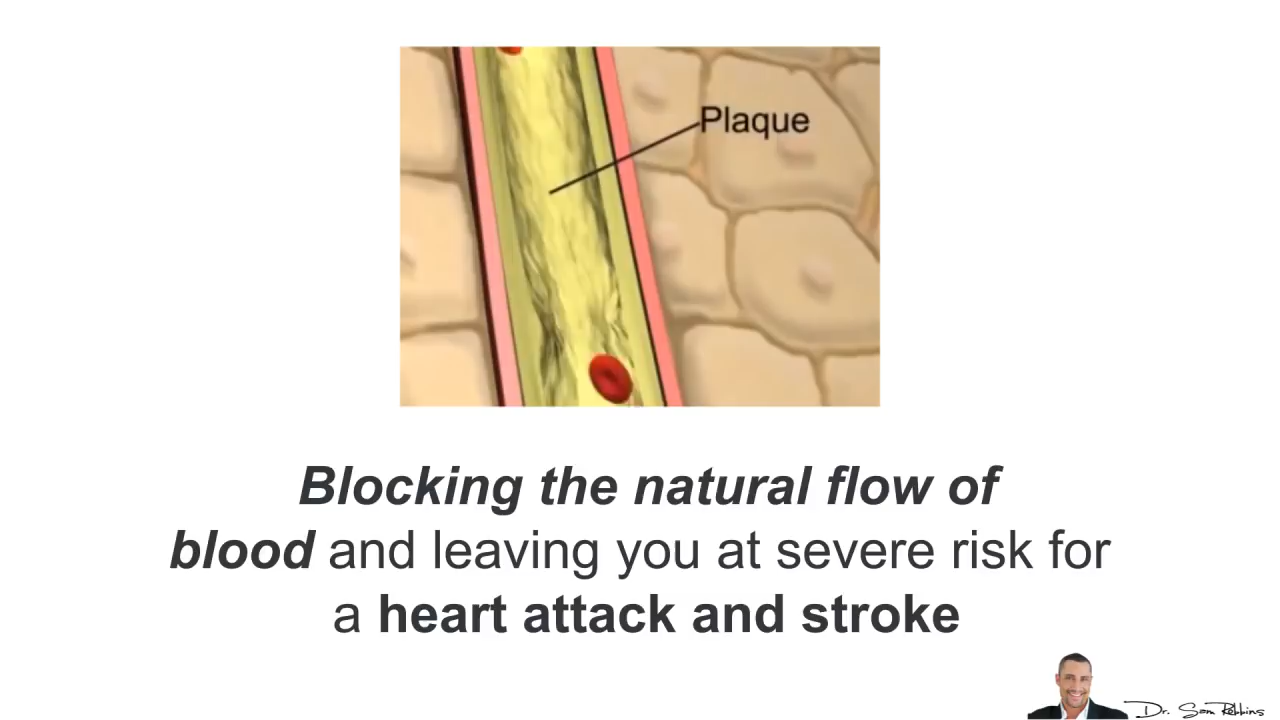 Plaque
Blocking the natural flow of
blood and leaving you at severe risk for
a heart attack and stroke
Dr. Sam Robbins